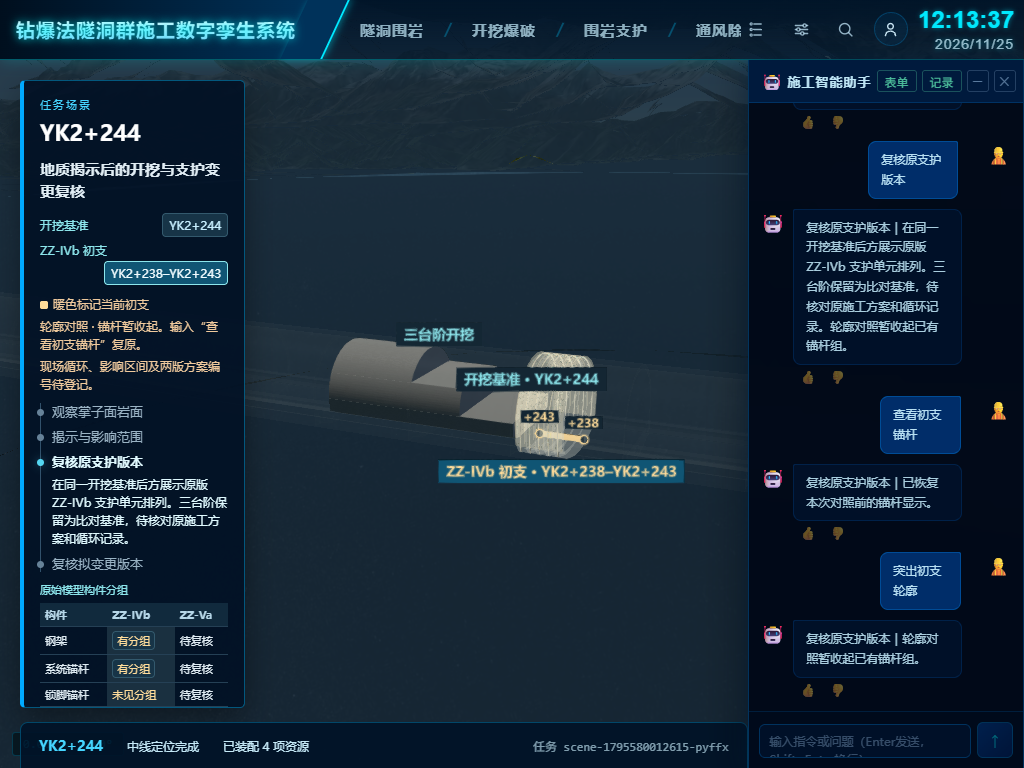 钻爆法隧洞群施工数字孪生系统
隧洞围岩 / 开挖爆破 / 围岩支护 / 通风除
12:13:37
2026/11/25
任务场景
YK2+244
地质揭示后的开挖与支护变
更复核
开挖基准 YK2+244
ZZ-IVb 初支
YK2+238—YK2+243
暖色标记当前初支
轮廓对照 · 锚杆暂收起。输入“查
看初支锚杆”复原。
现场循环、影响区间及两版方案编
号待登记。
观察掌子面岩面
揭示与影响范围
复核原支护版本
在同一开挖基准后方展示原版
ZZ-IVb 支护单元排列。三台阶保
留为比对基准，待核对原施工方
案和循环记录。
复核拟变更版本
原始模型构件分组
构件 ZZ-IVb ZZ-Va
钢架 有分组 待复核
系统锚杆 有分组 待复核
锁脚锚杆 未见分组 待复核
三台阶开挖
开挖基准 • YK2+244
+243
+238
ZZ-IVb 初支 • YK2+238—YK2+243
YK2+244 中线定位完成 已装配 4 项资源
任务 scene-1795580012615-pyffx
施工智能助手 表单 记录
复核原支护
版本
复核原支护版本 | 在同一
开挖基准后方展示原版
ZZ-IVb 支护单元排列。三
台阶保留为比对基准，待
核对原施工方案和循环记
录。轮廓对照暂收起已有
锚杆组。
查看初支
锚杆
复核原支护版本 | 已恢复
本次对照前的锚杆显示。
突出初支
轮廓
复核原支护版本 | 轮廓对
照暂收起已有锚杆组。
输入指令或问题（Enter发送，